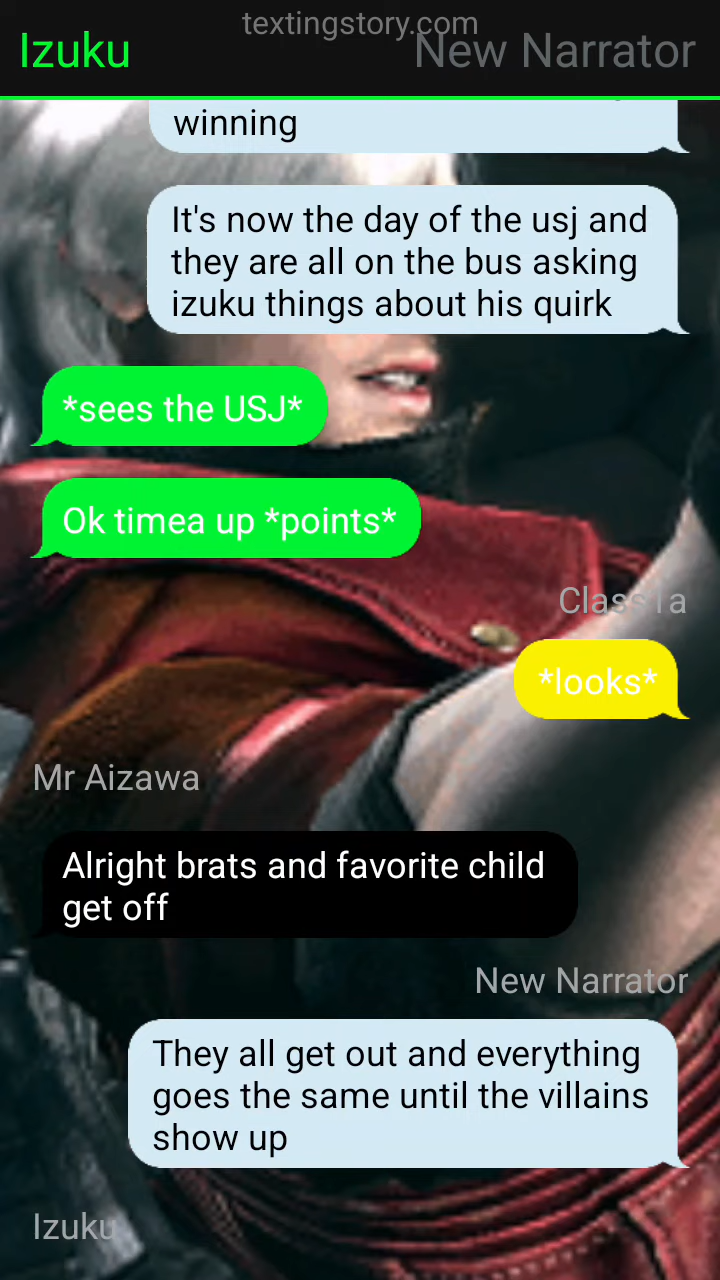 textingstory.com
Izuku
New Narrator
winning
It's now the day of the usj and
they are all on the bus asking
izuku things about his quirk
*sees the USJ*
Ok timea up *points*
Class1a
*looks*
Mr Aizawa
Alright brats and favorite child
get off
New Narrator
They all get out and everything
goes the same until the villains
show up
Izuku